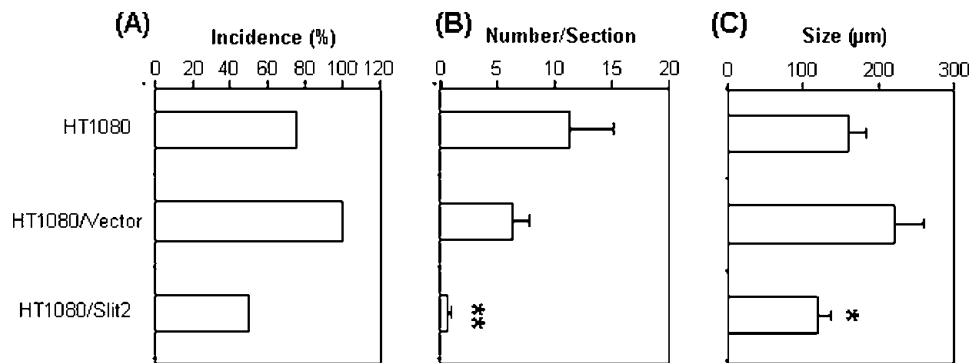 (A) (B) (C)
Incidence (%) Number/Section Size (µm)
0 20 40 60 80 100 120 0 5 10 15 20 0 100 200 300
HT1080
HT1080/Vector
HT1080/Slit2
** *